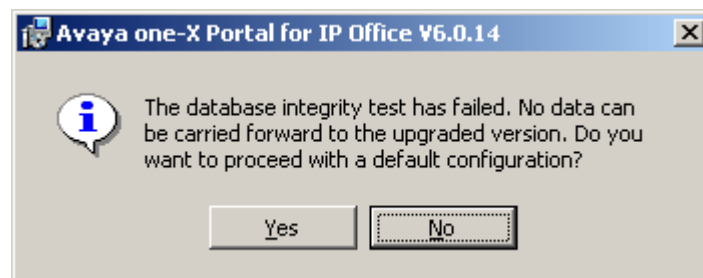 Avaya one-X Portal for IP Office V6.0.14
The database integrity test has failed. No data can
be carried forward to the upgraded version. Do you
want to proceed with a default configuration?
Yes No